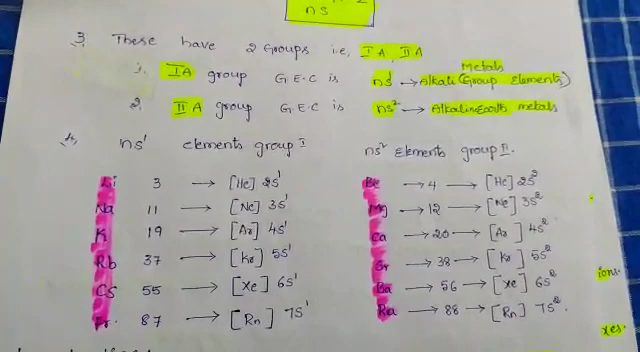 ns
3. These have 2 Groups i.e, IA, IIA
1. IA group G.E.C is ns¹ → Alkali Metals (Group Elements)
2. IIA group G.E.C is ns² → Alkaline Earth metals
4. ns¹ elements group I
Li 3 → [He] 2s¹
Na 11 → [Ne] 3s¹
K 19 → [Ar] 4s¹
Rb 37 → [Kr] 5s¹
Cs 55 → [Xe] 6s¹
Fr. 87 → [Rn] 7s¹
ns² Elements group II.
Be → 4 → [He] 2s²
Mg → 12 → [Ne] 3s²
Ca → 20 → [Ar] 4s²
Sr → 38 → [Kr] 5s²
Ba → 56 → [Xe] 6s²
Ra → 88 → [Rn] 7s².
ions.
xes.